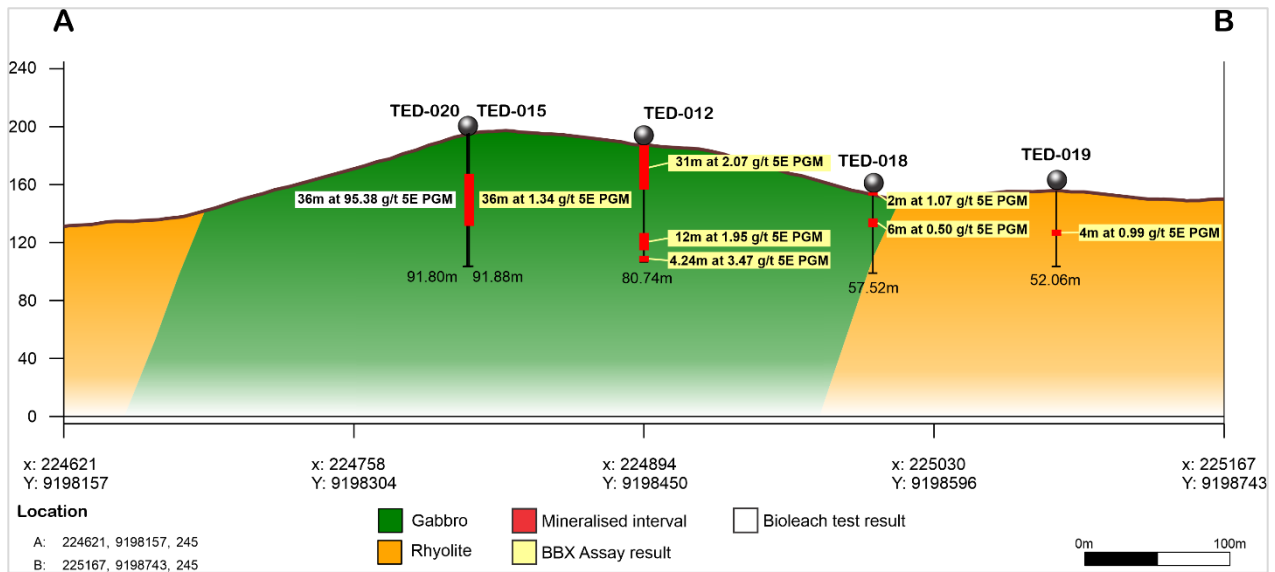 A
B
240
200
160
120
80
40
0
TED-020 TED-015
TED-012
TED-018
TED-019
31m at 2.07 g/t 5E PGM
36m at 95.38 g/t 5E PGM
36m at 1.34 g/t 5E PGM
2m at 1.07 g/t 5E PGM
12m at 1.95 g/t 5E PGM
6m at 0.50 g/t 5E PGM
4m at 0.99 g/t 5E PGM
4.24m at 3.47 g/t 5E PGM
91.80m 91.88m
80.74m
57.52m
52.06m
x: 224621
Y: 9198157
x: 224758
Y: 9198304
x: 224894
Y: 9198450
x: 225030
Y: 9198596
x: 225167
Y: 9198743
Location
A: 224621, 9198157, 245
B: 225167, 9198743, 245
Gabbro
Rhyolite
Mineralised interval
BBX Assay result
Bioleach test result
0m
100m